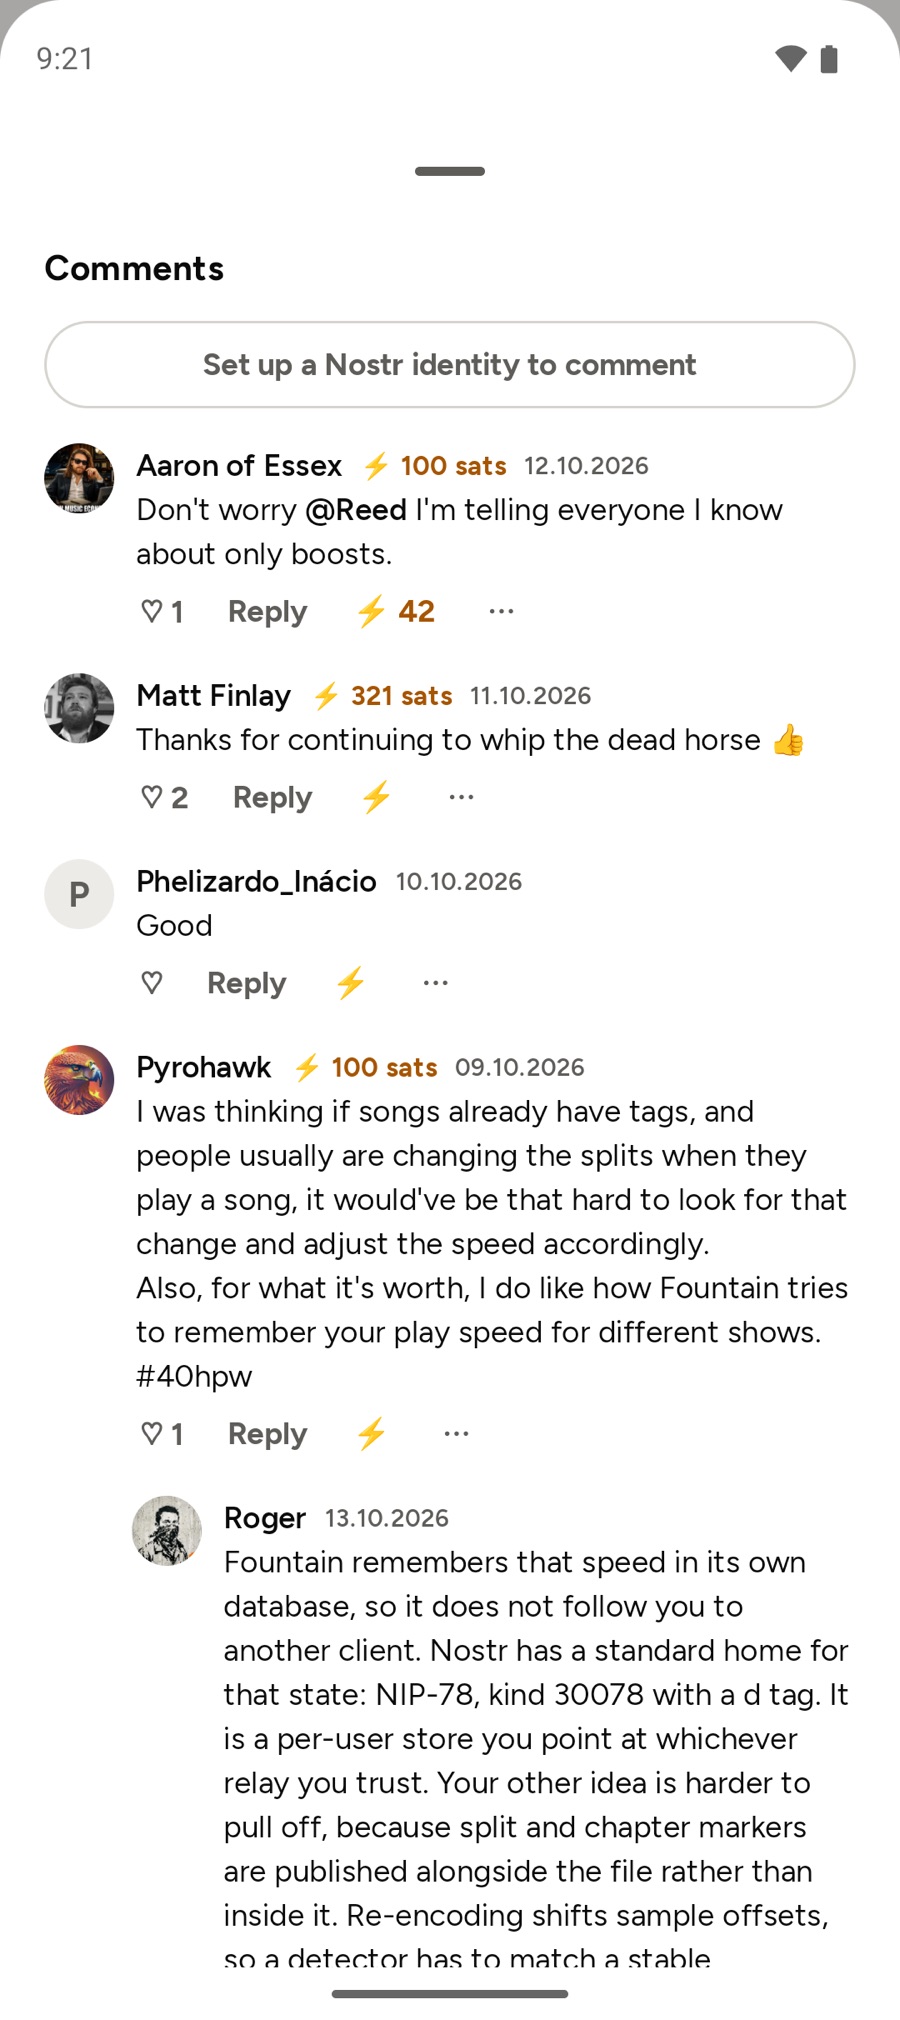 9:21
Comments
Set up a Nostr identity to comment
Aaron of Essex ⚡ 100 sats 12.10.2026
Don't worry @Reed I'm telling everyone I know
about only boosts.
♡ 1 Reply ⚡ 42 ...
Matt Finlay ⚡ 321 sats 11.10.2026
Thanks for continuing to whip the dead horse 👍
♡ 2 Reply ⚡ ...
P
Phelizardo_Inácio 10.10.2026
Good
♡ Reply ⚡ ...
Pyrohawk ⚡ 100 sats 09.10.2026
I was thinking if songs already have tags, and
people usually are changing the splits when they
play a song, it would've be that hard to look for that
change and adjust the speed accordingly.
Also, for what it's worth, I do like how Fountain tries
to remember your play speed for different shows.
#40hpw
♡ 1 Reply ⚡ ...
Roger 13.10.2026
Fountain remembers that speed in its own
database, so it does not follow you to
another client. Nostr has a standard home for
that state: NIP-78, kind 30078 with a d tag. It
is a per-user store you point at whichever
relay you trust. Your other idea is harder to
pull off, because split and chapter markers
are published alongside the file rather than
inside it. Re-encoding shifts sample offsets,
so a detector has to match a stable